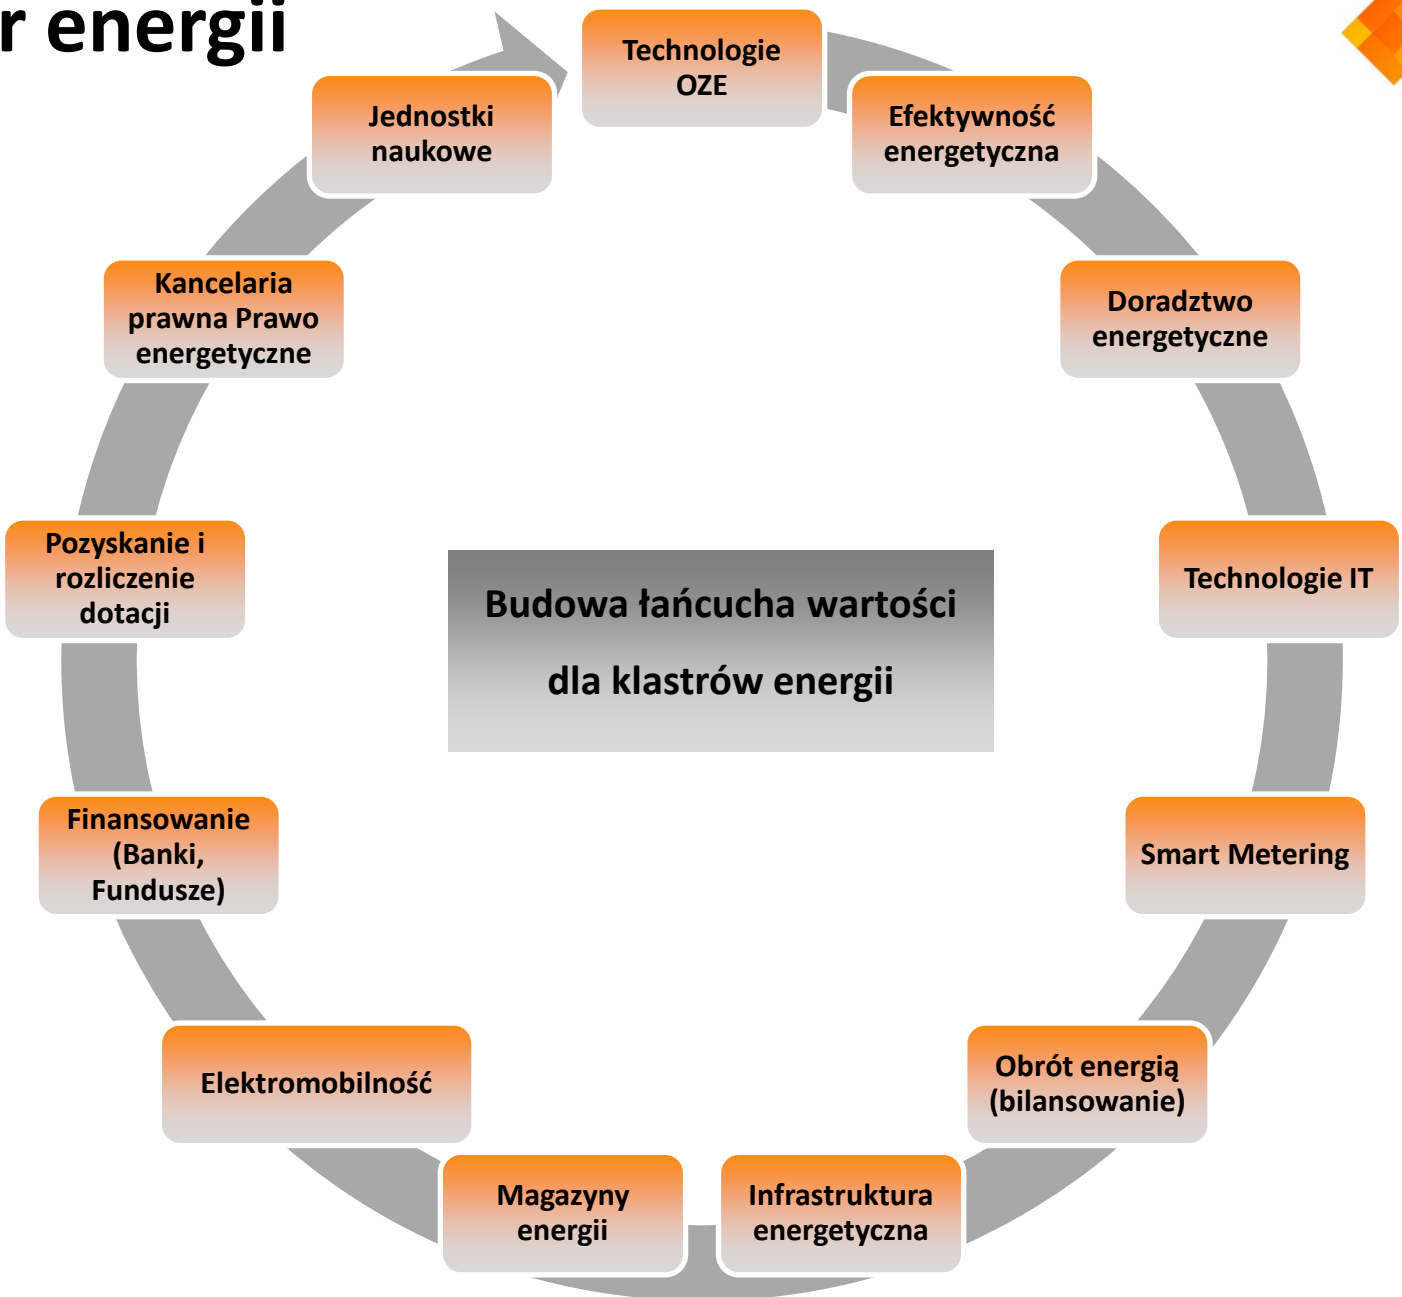 r energii
Technologie
OZE
Efektywność
energetyczna
Doradztwo
energetyczne
Technologie IT
Smart Metering
Obrót energią
(bilansowanie)
Infrastruktura
energetyczna
Magazyny
energii
Elektromobilność
Finansowanie
(Banki,
Fundusze)
Pozyskanie i
rozliczenie
dotacji
Kancelaria
prawna Prawo
energetyczne
Jednostki
naukowe
Budowa łańcucha wartości
dla klastrów energii